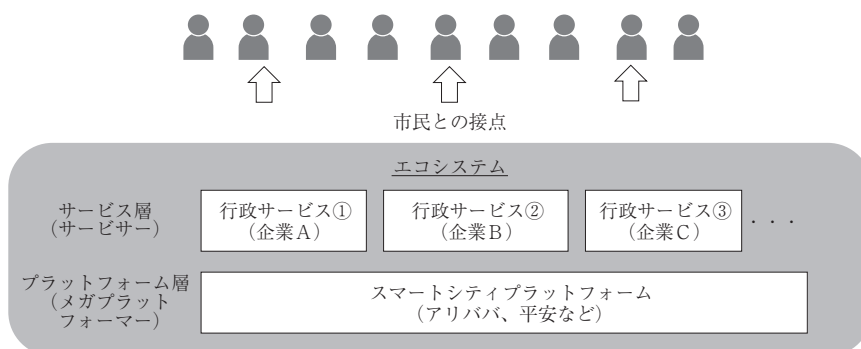 市民との接点
エコシステム
サービス層
（サービサー）
行政サービス①
（企業A）
行政サービス②
（企業B）
行政サービス③
（企業C）
・・・
プラットフォーム層
（メガプラット
フォーマー）
スマートシティプラットフォーム
（アリババ、平安など）